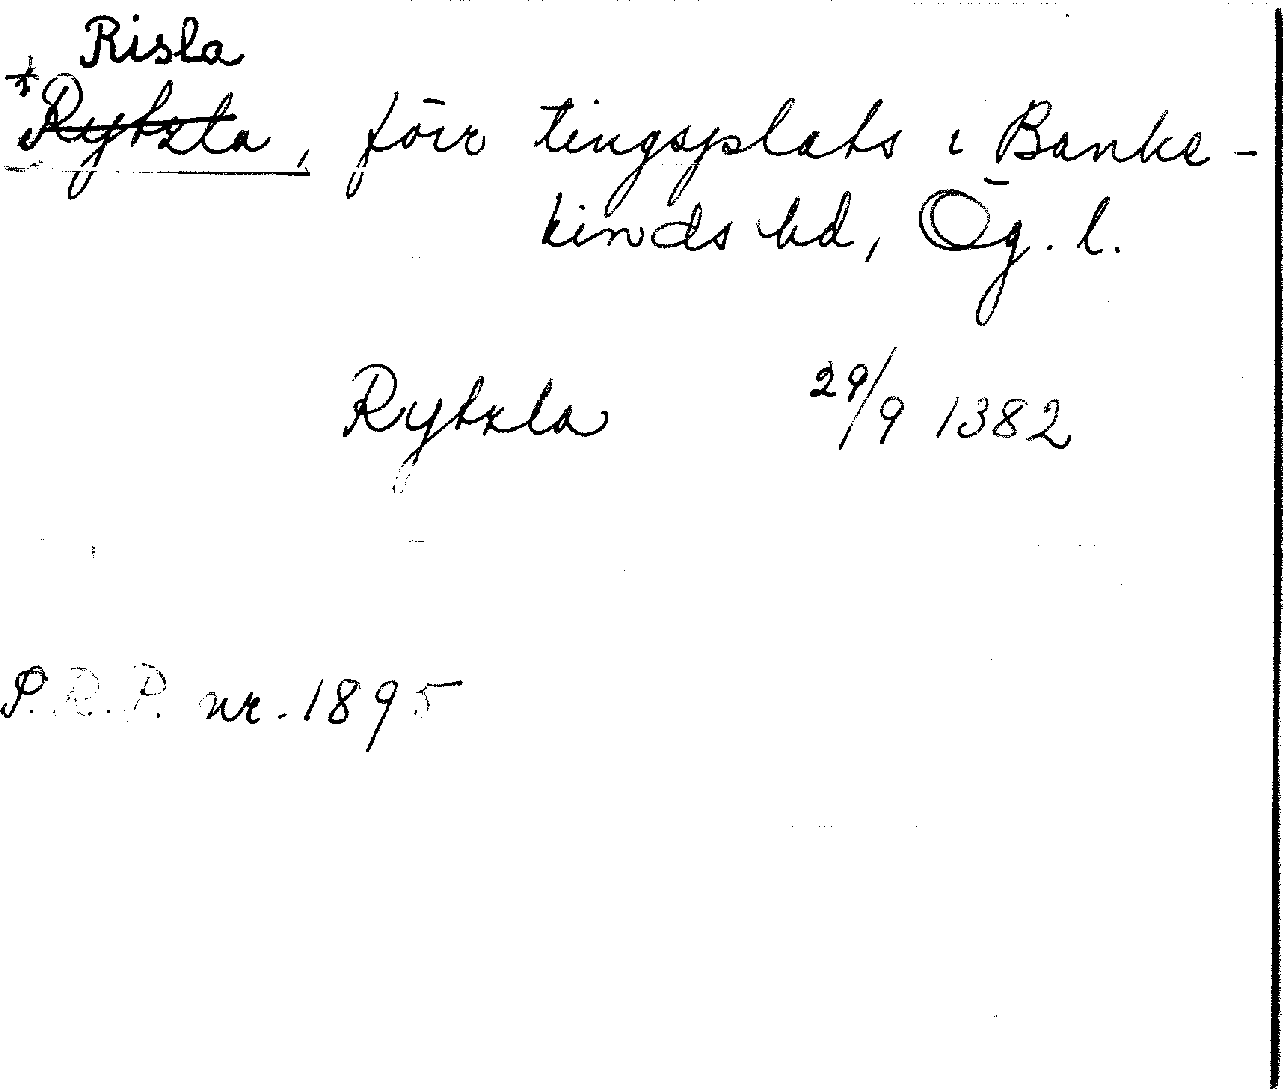 Risla
*Rytzla, förr tingsplats i Banke-
kinds hd, Ög. l.
Rytzla 29/9 1382
P.R.P. nr. 1895